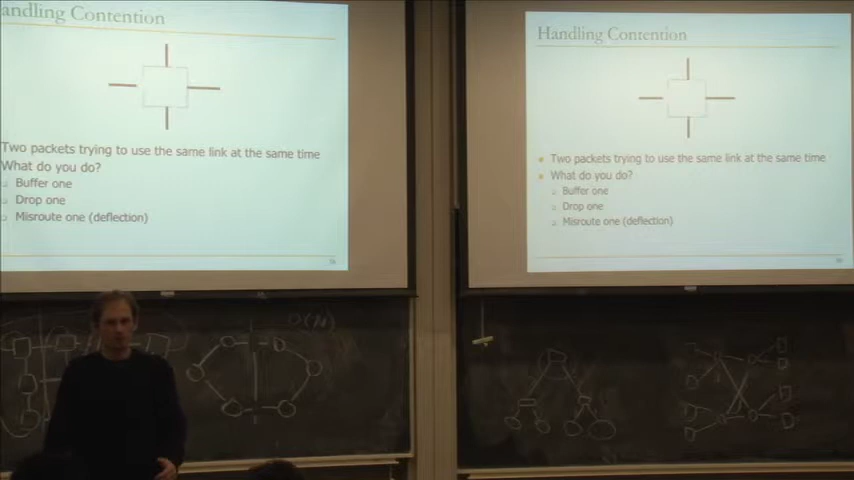 andling Contention
Two packets trying to use the same link at the same time
What do you do?
Buffer one
Drop one
Misroute one (deflection)
Handling Contention
Two packets trying to use the same link at the same time
What do you do?
Buffer one
Drop one
Misroute one (deflection)
O(N)